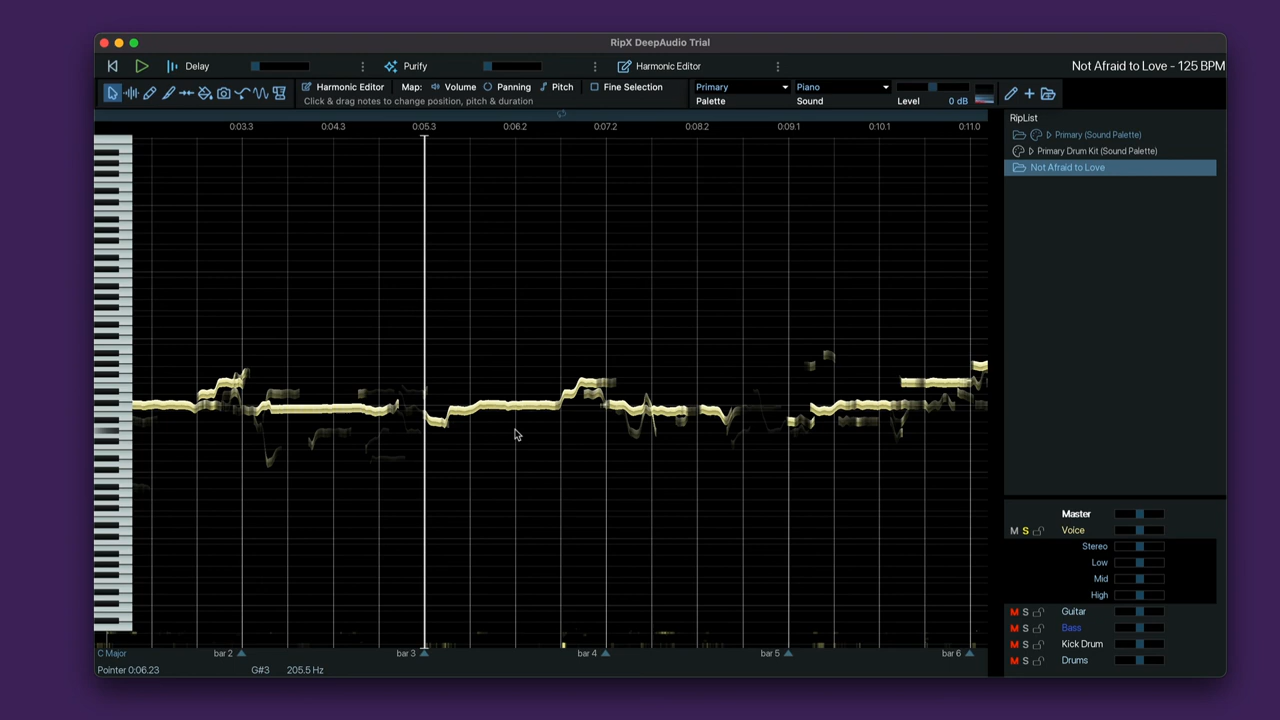 RipX DeepAudio Trial
Delay Purify Harmonic Editor Not Afraid to Love - 125 BPM
Harmonic Editor Map: Volume Panning Pitch Fine Selection Primary Piano
Click & drag notes to change position, pitch & duration Palette Sound Level 0 dB
0:03.3 0:04.3 0:05.3 0:06.2 0:07.2 0:08.2 0:09.1 0:10.1 0:11.0
RipList
Primary (Sound Palette)
Primary Drum Kit (Sound Palette)
Not Afraid to Love
Master
M S Voice
Stereo
Low
Mid
High
M S Guitar
M S Bass
M S Kick Drum
M S Drums
C Major bar 2 bar 3 bar 4 bar 5 bar 6
Pointer 0:06.23 G#3 205.5 Hz